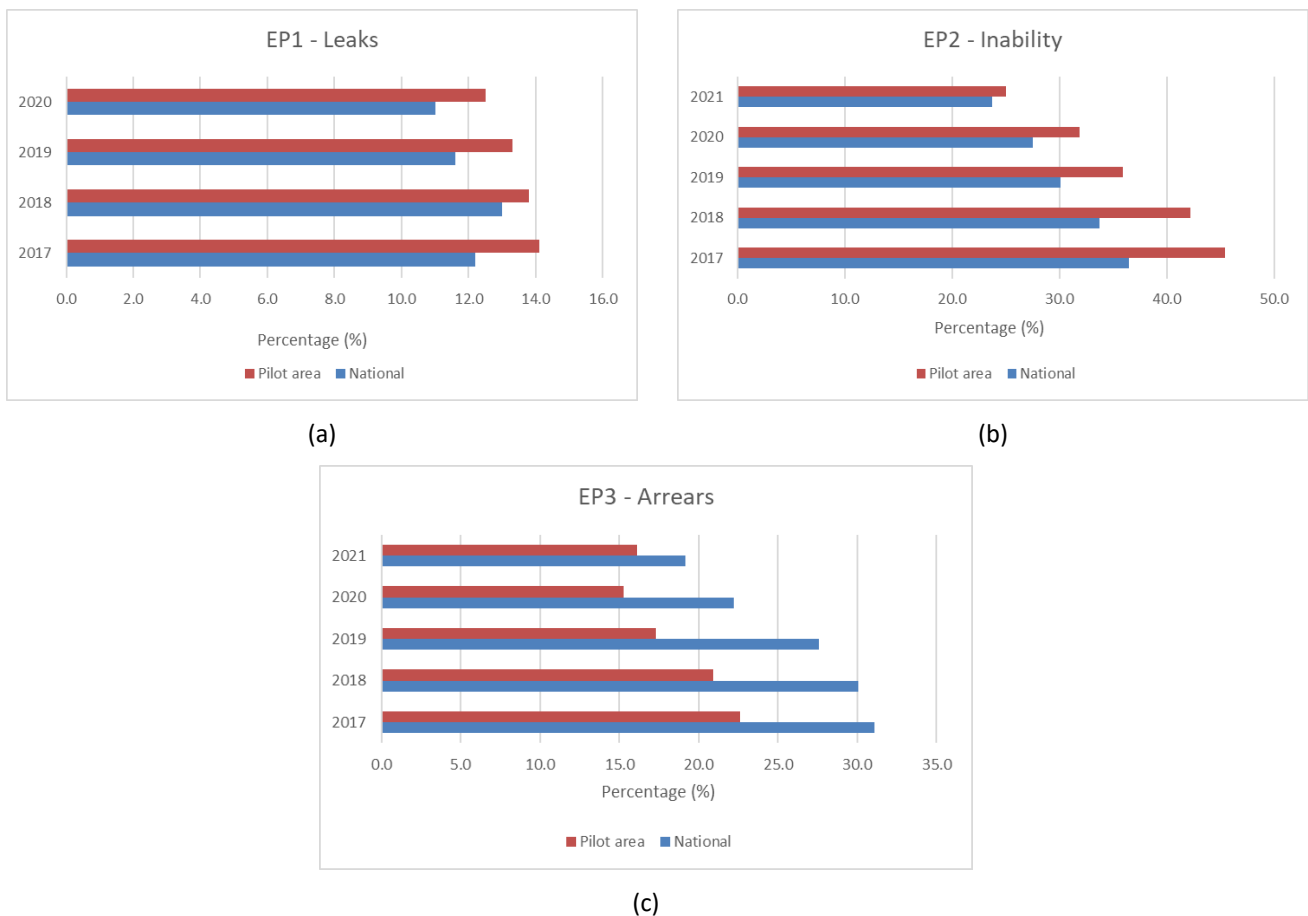 EP1 - Leaks
2020
2019
2018
2017
0.0 2.0 4.0 6.0 8.0 10.0 12.0 14.0 16.0
Percentage (%)
Pilot area National
(a)
EP2 - Inability
2021
2020
2019
2018
2017
0.0 10.0 20.0 30.0 40.0 50.0
Percentage (%)
Pilot area National
(b)
EP3 - Arrears
2021
2020
2019
2018
2017
0.0 5.0 10.0 15.0 20.0 25.0 30.0 35.0
Percentage (%)
Pilot area National
(c)